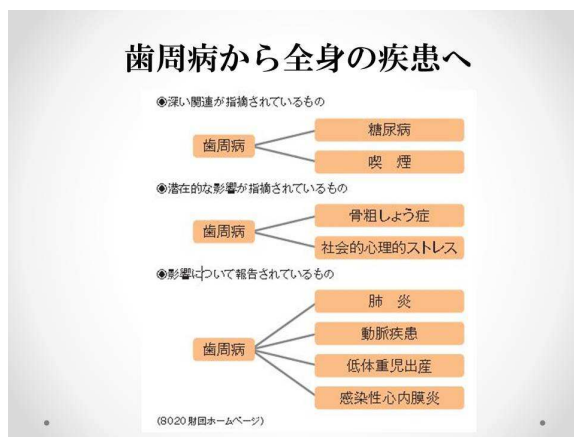 歯周病から全身の疾患へ
◉深い関連が指摘されているもの
歯周病
糖尿病
喫　煙
◉潜在的な影響が指摘されているもの
歯周病
骨粗しょう症
社会的心理的ストレス
◉影響について報告されているもの
歯周病
肺　炎
動脈疾患
低体重児出産
感染性心内膜炎
(8020財団ホームページ)